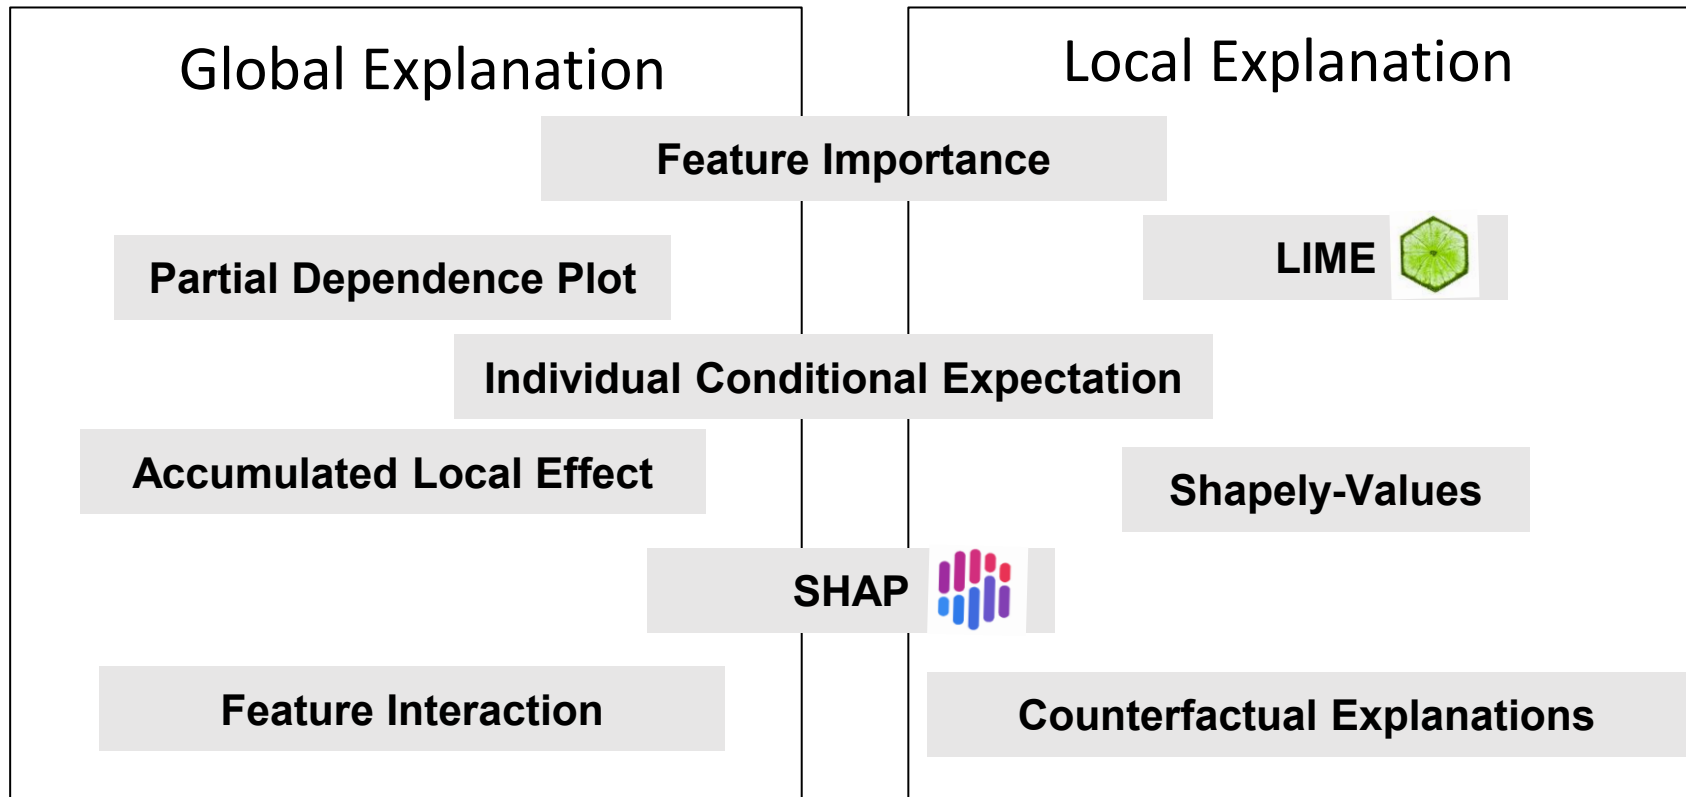 Global Explanation
Local Explanation
Feature Importance
LIME
Partial Dependence Plot
Individual Conditional Expectation
Accumulated Local Effect
Shapely-Values
SHAP
Feature Interaction
Counterfactual Explanations